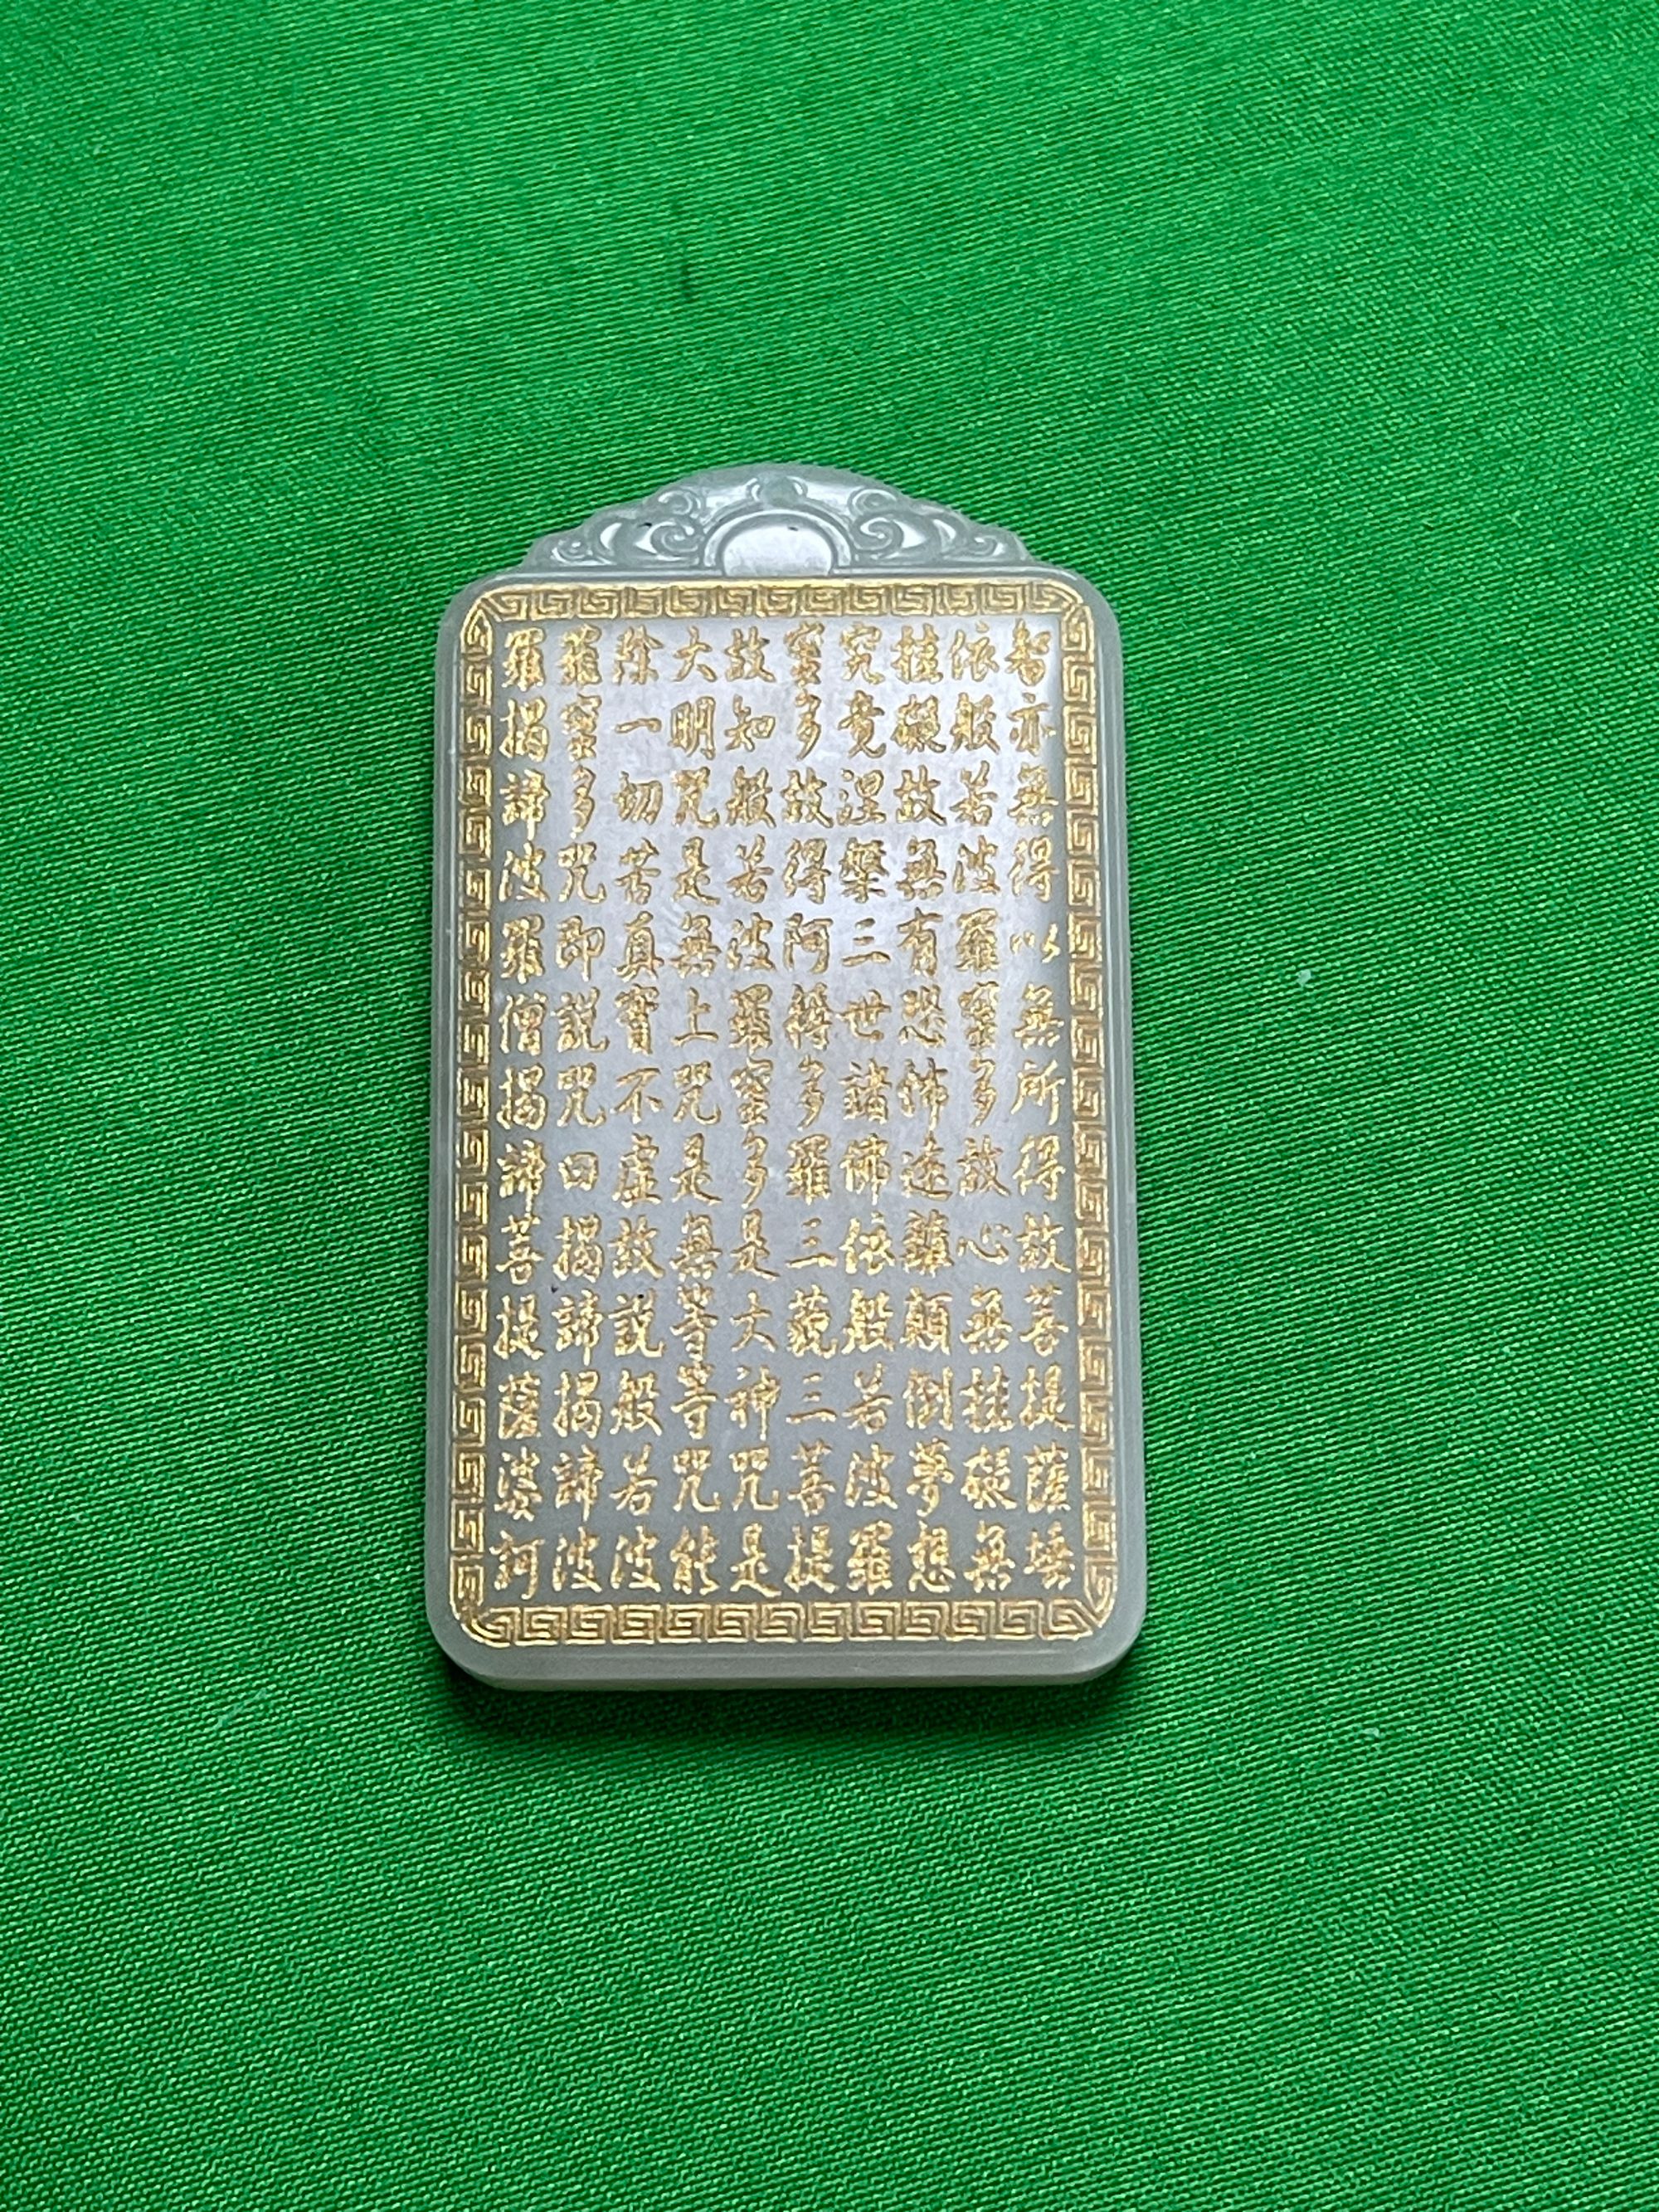 智亦無得以無所得故菩提薩埵
依般若波羅蜜多故心無挂礙無
挂礙故無有恐怖遠離顛倒夢想
究竟涅槃三世諸佛依般若波羅
蜜多故得阿耨多羅三藐三菩提
故知般若波羅蜜多是大神咒是
大明咒是無上咒是無等等咒能
除一切苦真實不虛故說般若波
羅蜜多咒即說咒曰揭諦揭諦波
羅揭諦波羅僧揭諦菩提薩婆訶